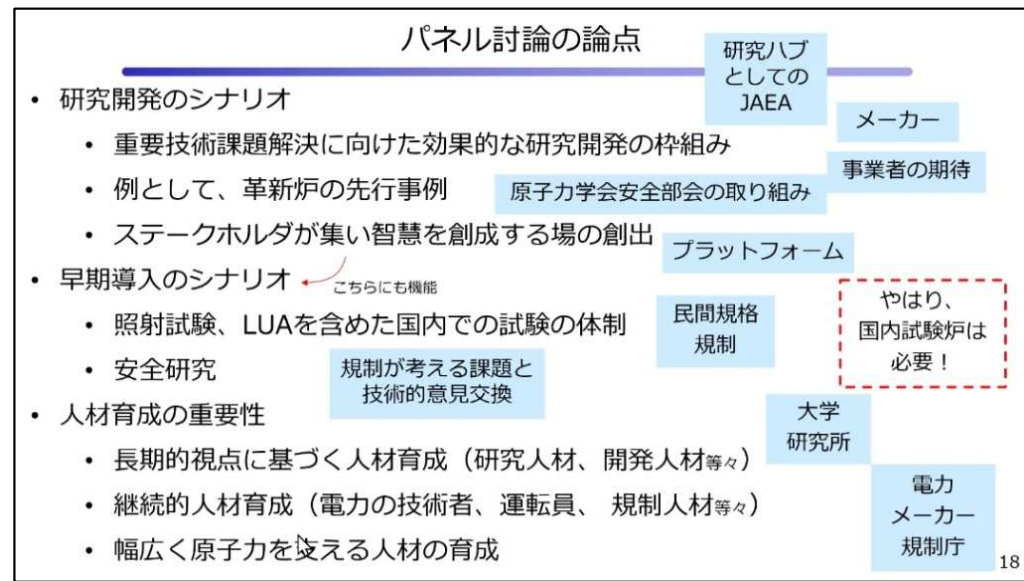 パネル討論の論点
研究ハブ
としての
JAEA
• 研究開発のシナリオ
メーカー
• 重要技術課題解決に向けた効果的な研究開発の枠組み
事業者の期待
• 例として、革新炉の先行事例
原子力学会安全部会の取り組み
• ステークホルダが集い智慧を創成する場の創出
プラットフォーム
• 早期導入のシナリオ
こちらにも機能
• 照射試験、LUAを含めた国内での試験の体制
民間規格
規制
やはり、
国内試験炉は
必要！
• 安全研究
規制が考える課題と
技術的意見交換
• 人材育成の重要性
大学
研究所
• 長期的視点に基づく人材育成（研究人材、開発人材等々）
• 継続的人材育成（電力の技術者、運転員、 規制人材等々）
• 幅広く原子力を支える人材の育成
電力
メーカー
規制庁
18